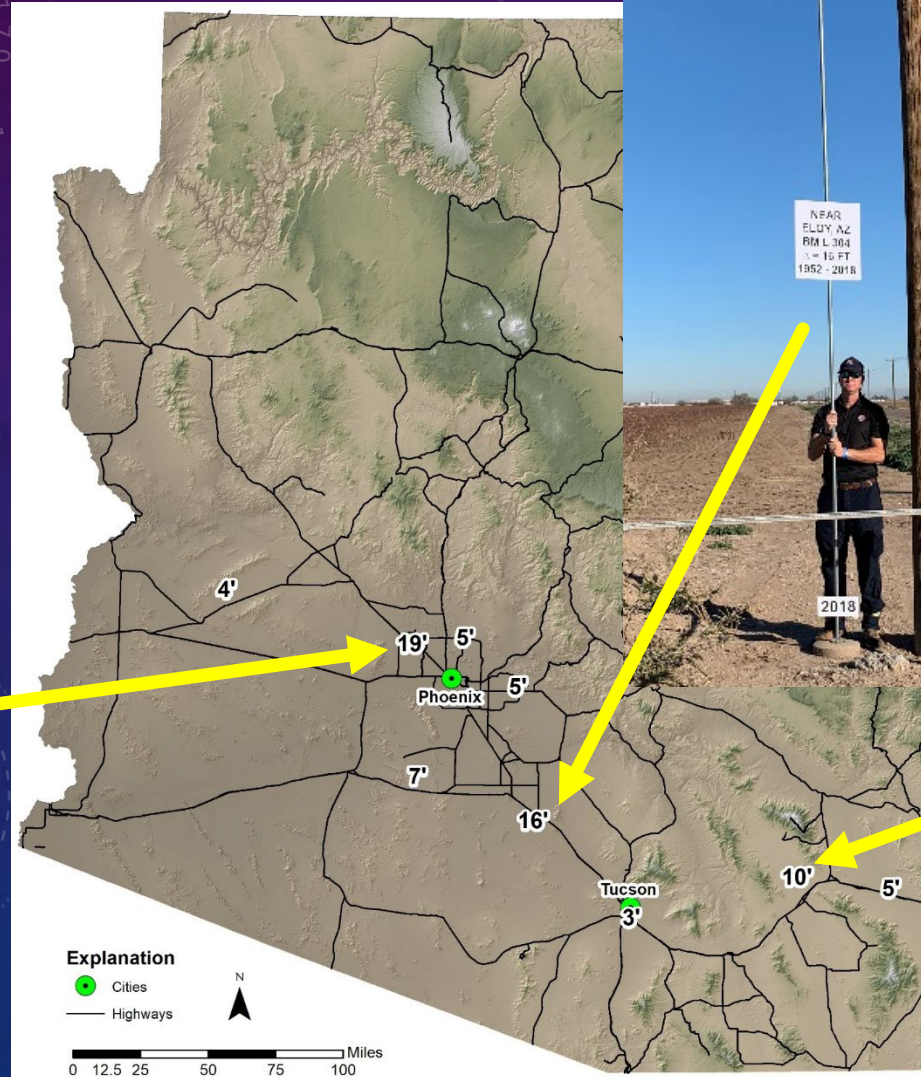 4'
19'
5'
Phoenix
5'
7'
16'
Tucson
3'
10'
5'
Explanation
Cities
Highways
N
Miles
0 12.5 25 50 75 100
NEAR
ELOY, AZ
BM L 304
= 16 FT
1952 - 2018
2018